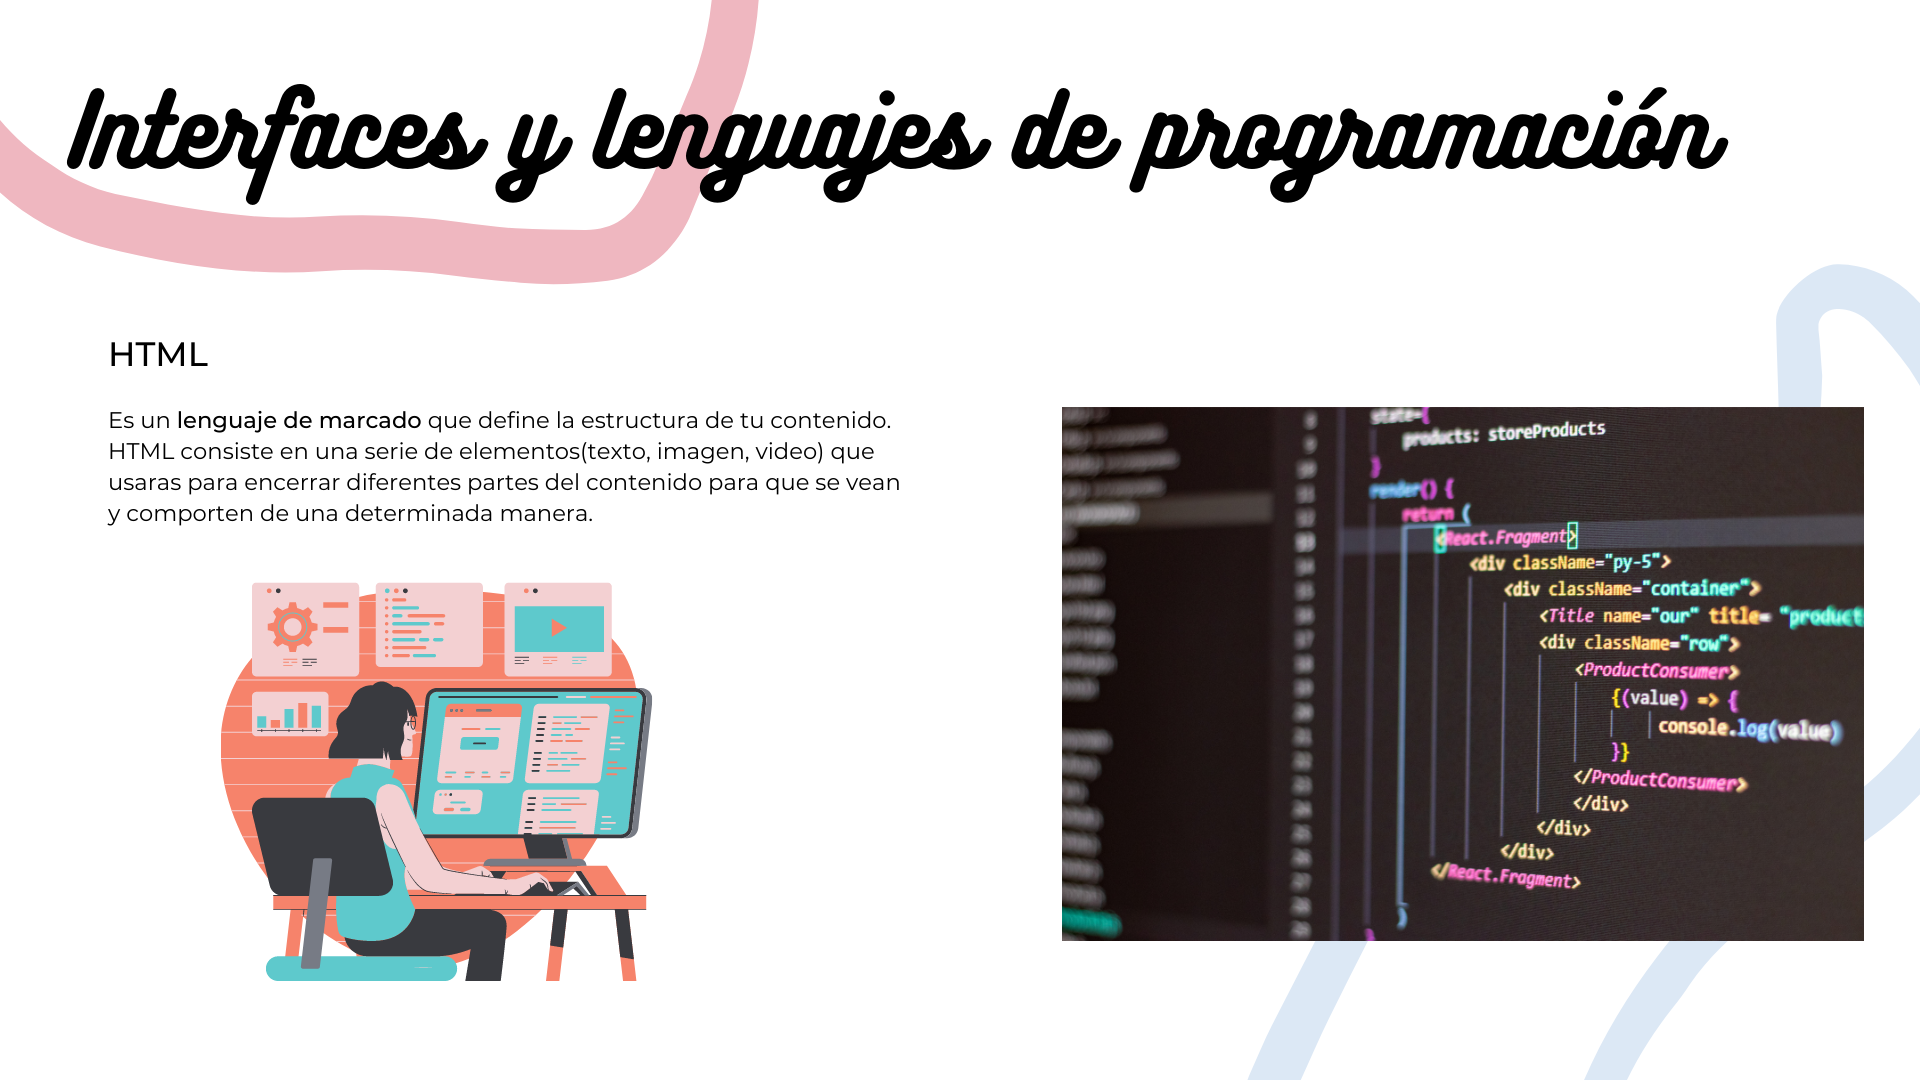 Interfaces y lenguajes de programación
HTML
Es un lenguaje de marcado que define la estructura de tu contenido.
HTML consiste en una serie de elementos(texto, imagen, video) que
usaras para encerrar diferentes partes del contenido para que se vean
y comporten de una determinada manera.
state={
products: storeProducts
}
render() {
return (
<React.Fragment>
<div className="py-5">
<div className="container">
<Title name="our" title= "product
<div className="row">
<ProductConsumer>
{(value) => {
console.log(value)
}}
</ProductConsumer>
</div>
</div>
</div>
</React.Fragment>
)
}